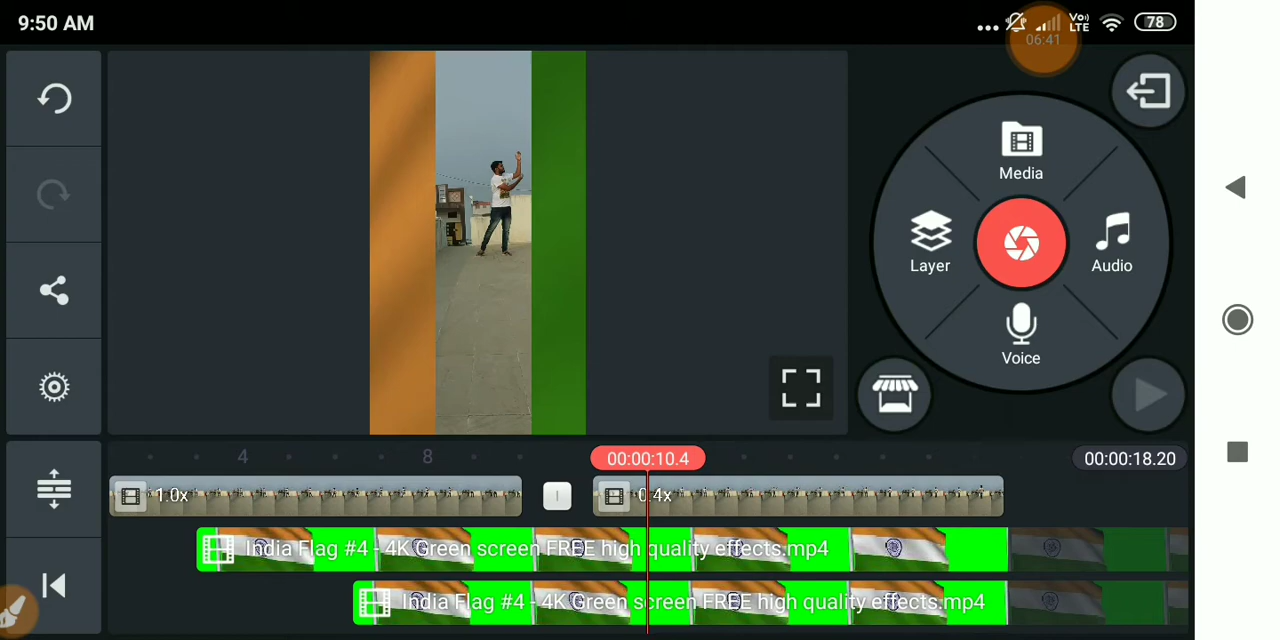 9:50 AM
Vo) LTE
78
06:41
Media
Layer
Audio
Voice
4
8
00:00:10.4
00:00:18.20
1.0x
0.4x
India Flag #4 - 4K Green screen FREE high quality effects.mp4
India Flag #4 - 4K Green screen FREE high quality effects.mp4